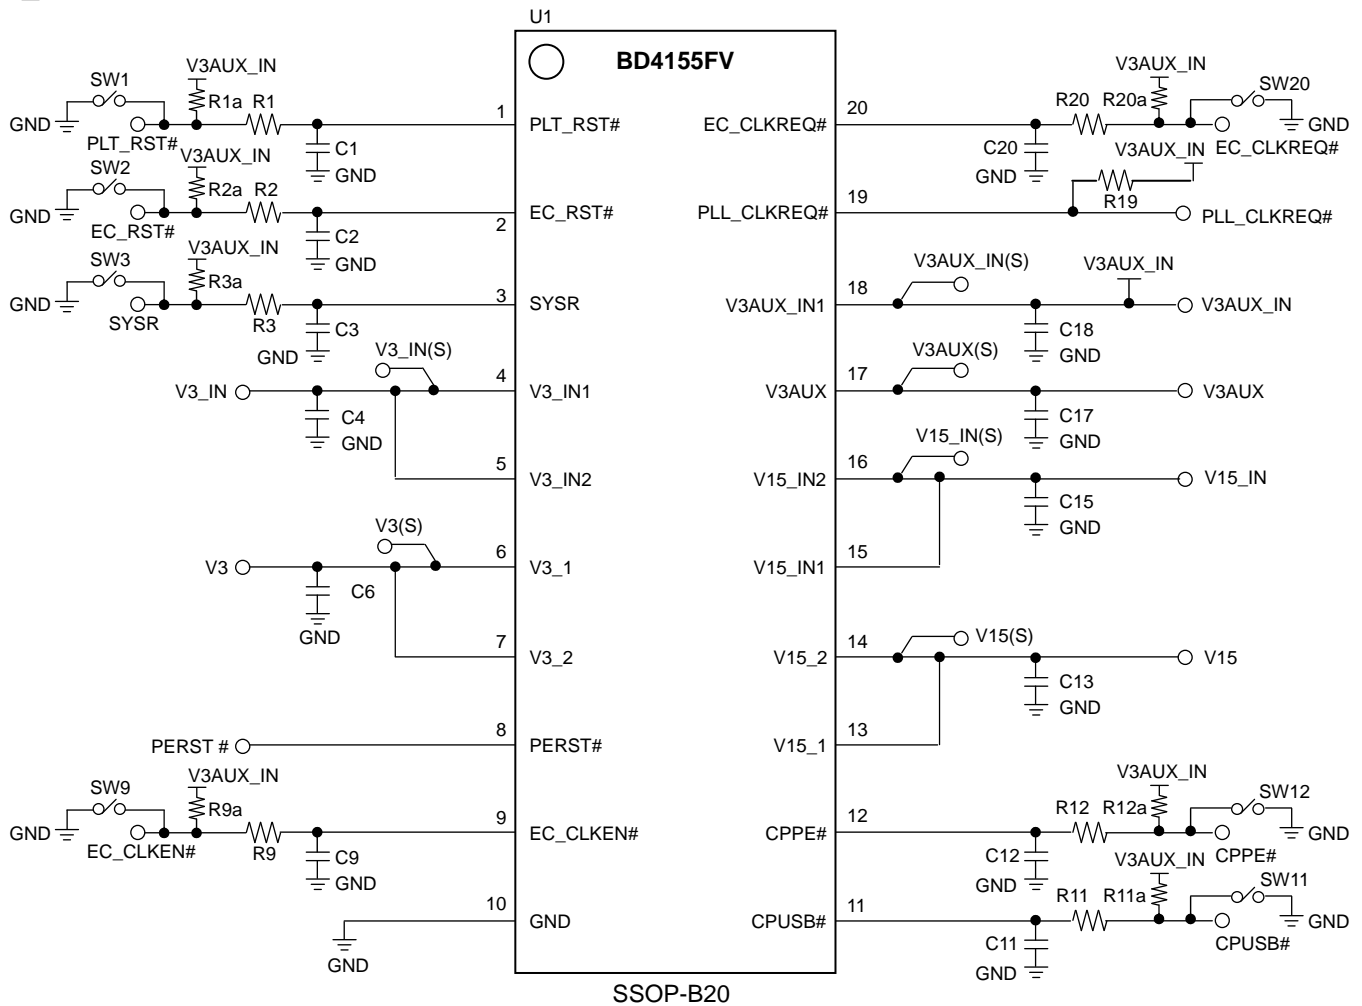 U1
BD4155FV
SW1
V3AUX_IN
R1a
R1
1
PLT_RST#
GND
PLT_RST#
C1
GND
SW2
V3AUX_IN
R2a
R2
2
EC_RST#
GND
EC_RST#
C2
GND
SW3
V3AUX_IN
R3a
R3
3
SYSR
GND
SYSR
C3
GND
V3_IN(S)
4
V3_IN1
V3_IN
C4
GND
5
V3_IN2
V3(S)
6
V3_1
V3
C6
GND
7
V3_2
8
PERST#
PERST #
SW9
V3AUX_IN
R9a
R9
9
EC_CLKEN#
GND
EC_CLKEN#
C9
GND
10
GND
GND
V3AUX_IN
SW20
R20
R20a
20
EC_CLKREQ#
GND
C20
GND
EC_CLKREQ#
V3AUX_IN
19
PLL_CLKREQ#
R19
PLL_CLKREQ#
V3AUX_IN(S)
V3AUX_IN
18
V3AUX_IN1
V3AUX_IN
C18
GND
V3AUX(S)
17
V3AUX
V3AUX
C17
GND
V15_IN(S)
16
V15_IN2
V15_IN
C15
GND
15
V15_IN1
V15(S)
14
V15_2
V15
C13
GND
13
V15_1
V3AUX_IN
SW12
R12
R12a
12
CPPE#
GND
C12
GND
CPPE#
V3AUX_IN
SW11
R11
R11a
11
CPUSB#
GND
C11
GND
CPUSB#
SSOP-B20